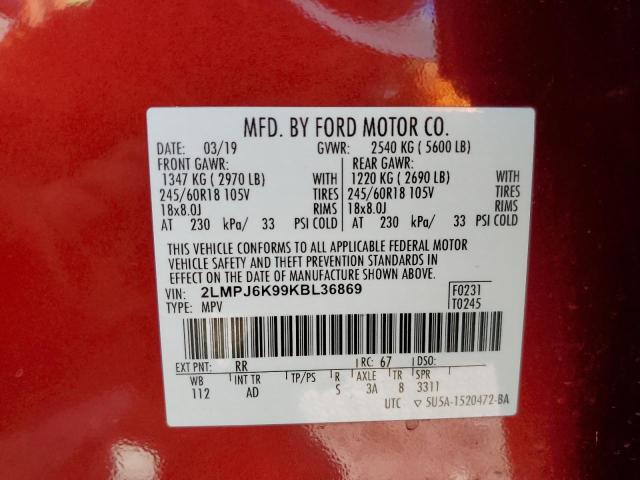 MFD. BY FORD MOTOR CO.
DATE: 03/19 GVWR: 2540 KG ( 5600 LB)
FRONT GAWR: REAR GAWR:
1347 KG ( 2970 LB) WITH 1220 KG ( 2690 LB) WITH
245/60R18 105V TIRES 245/60R18 105V TIRES
18x8.0J RIMS 18x8.0J RIMS
AT 230 kPa/ 33 PSI COLD AT 230 kPa/ 33 PSI COLD
THIS VEHICLE CONFORMS TO ALL APPLICABLE FEDERAL MOTOR
VEHICLE SAFETY AND THEFT PREVENTION STANDARDS IN
EFFECT ON THE DATE OF MANUFACTURE SHOWN ABOVE.
VIN: 2LMPJ6K99KBL36869 F0231
TYPE: MPV T0245
EXT PNT: RR RC: 67 DSO:
WB INT TR TP/PS R AXLE TR SPR
112 AD S 3A 8 3311
UTC ▽ SU5A-1520472-BA